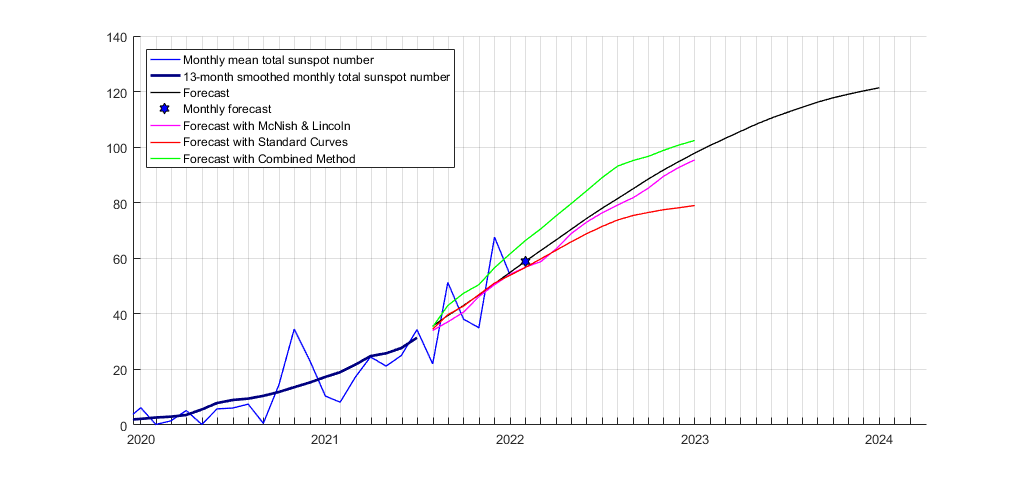 140
120
100
80
60
40
20
0
Monthly mean total sunspot number
13-month smoothed monthly total sunspot number
Forecast
Monthly forecast
Forecast with McNish & Lincoln
Forecast with Standard Curves
Forecast with Combined Method
2020 2021 2022 2023 2024